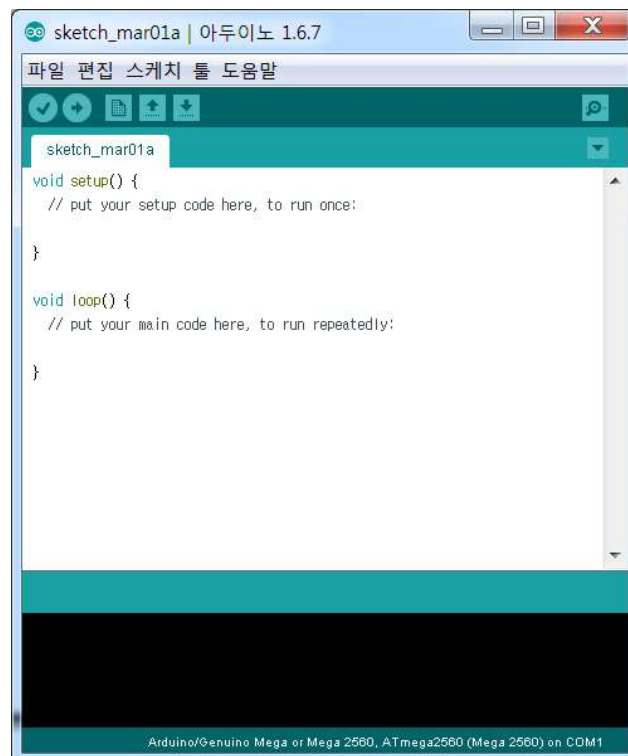 sketch_mar01a | 아두이노 1.6.7
파일 편집 스케치 툴 도움말
sketch_mar01a
void setup() {
// put your setup code here, to run once:
}
void loop() {
// put your main code here, to run repeatedly:
}
Arduino/Genuino Mega or Mega 2560, ATmega2560 (Mega 2560) on COM1